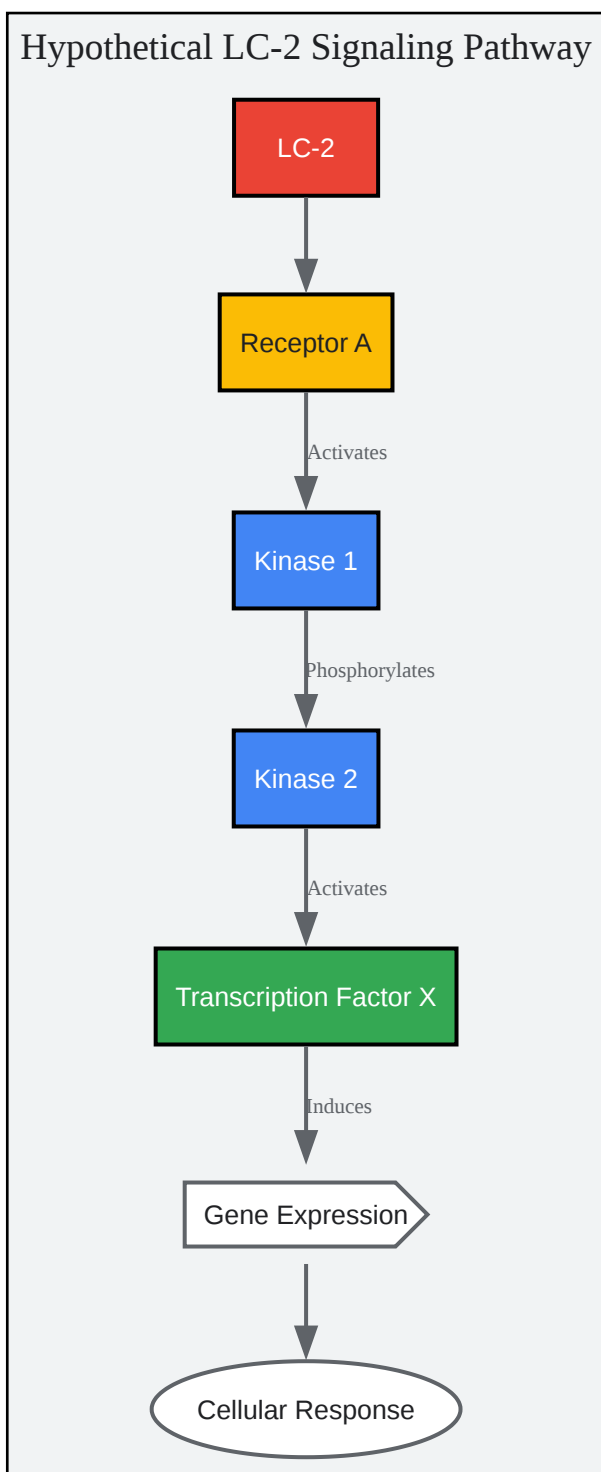 Hypothetical LC-2 Signaling Pathway
LC-2
Receptor A
Activates
Kinase 1
Phosphorylates
Kinase 2
Activates
Transcription Factor X
Induces
Gene Expression
Cellular Response